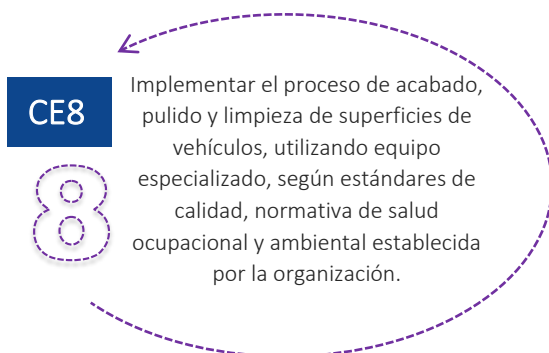 CE8
8
Implementar el proceso de acabado,
pulido y limpieza de superficies de
vehículos, utilizando equipo
especializado, según estándares de
calidad, normativa de salud
ocupacional y ambiental establecida
por la organización.